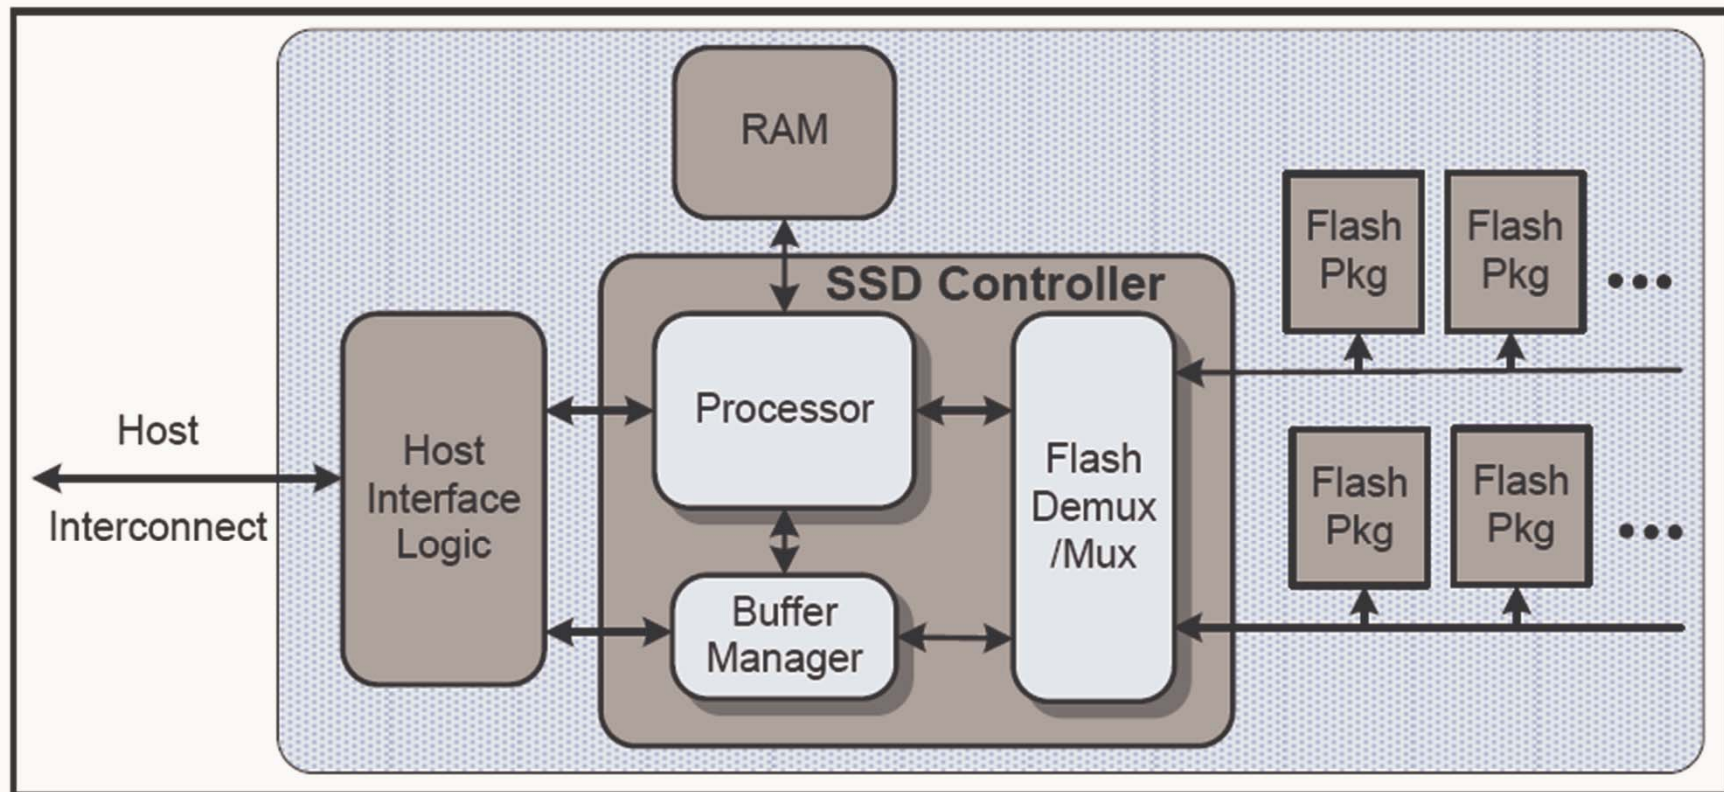 RAM
SSD Controller
Flash
Pkg
Flash
Pkg
Host
Interconnect
Host
Interface
Logic
Processor
Buffer
Manager
Flash
Demux
/Mux
Flash
Pkg
Flash
Pkg